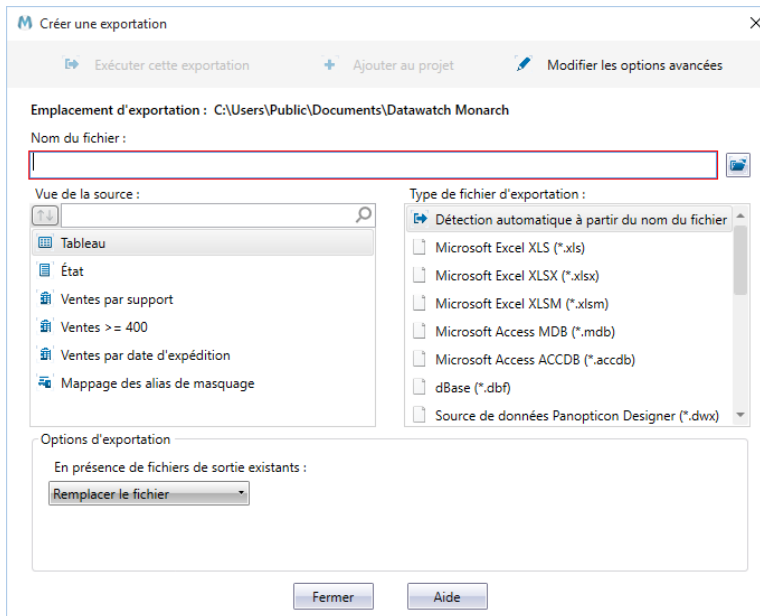 Créer une exportation
Exécuter cette exportation
Ajouter au projet
Modifier les options avancées
Emplacement d'exportation : C:\Users\Public\Documents\Datawatch Monarch
Nom du fichier :
Vue de la source :
Tableau
État
Ventes par support
Ventes >= 400
Ventes par date d'expédition
Mappage des alias de masquage
Type de fichier d'exportation :
Détection automatique à partir du nom du fichier
Microsoft Excel XLS (*.xls)
Microsoft Excel XLSX (*.xlsx)
Microsoft Excel XLSM (*.xlsm)
Microsoft Access MDB (*.mdb)
Microsoft Access ACCDB (*.accdb)
dBase (*.dbf)
Source de données Panopticon Designer (*.dwx)
Options d'exportation
En présence de fichiers de sortie existants :
Remplacer le fichier
Fermer
Aide